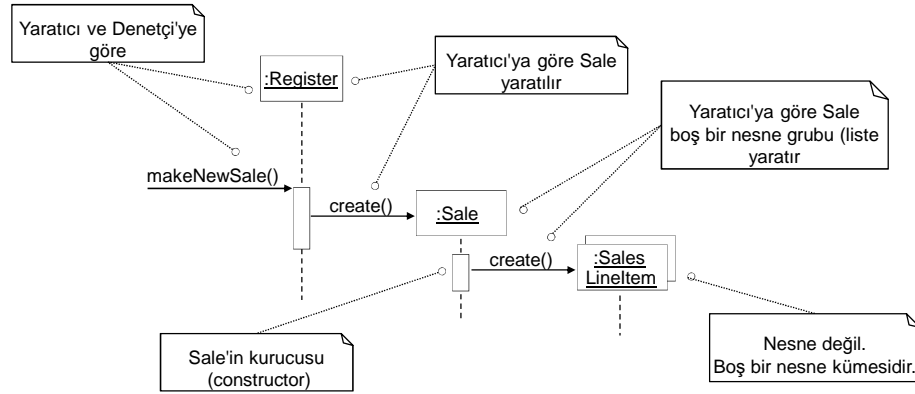 Yaratıcı ve Denetçi'ye
göre
:Register
Yaratıcı'ya göre Sale
yaratılır
Yaratıcı'ya göre Sale
boş bir nesne grubu (liste
yaratır
makeNewSale()
create()
:Sale
create()
:Sales
LineItem
Sale'in kurucusu
(constructor)
Nesne değil.
Boş bir nesne kümesidir.